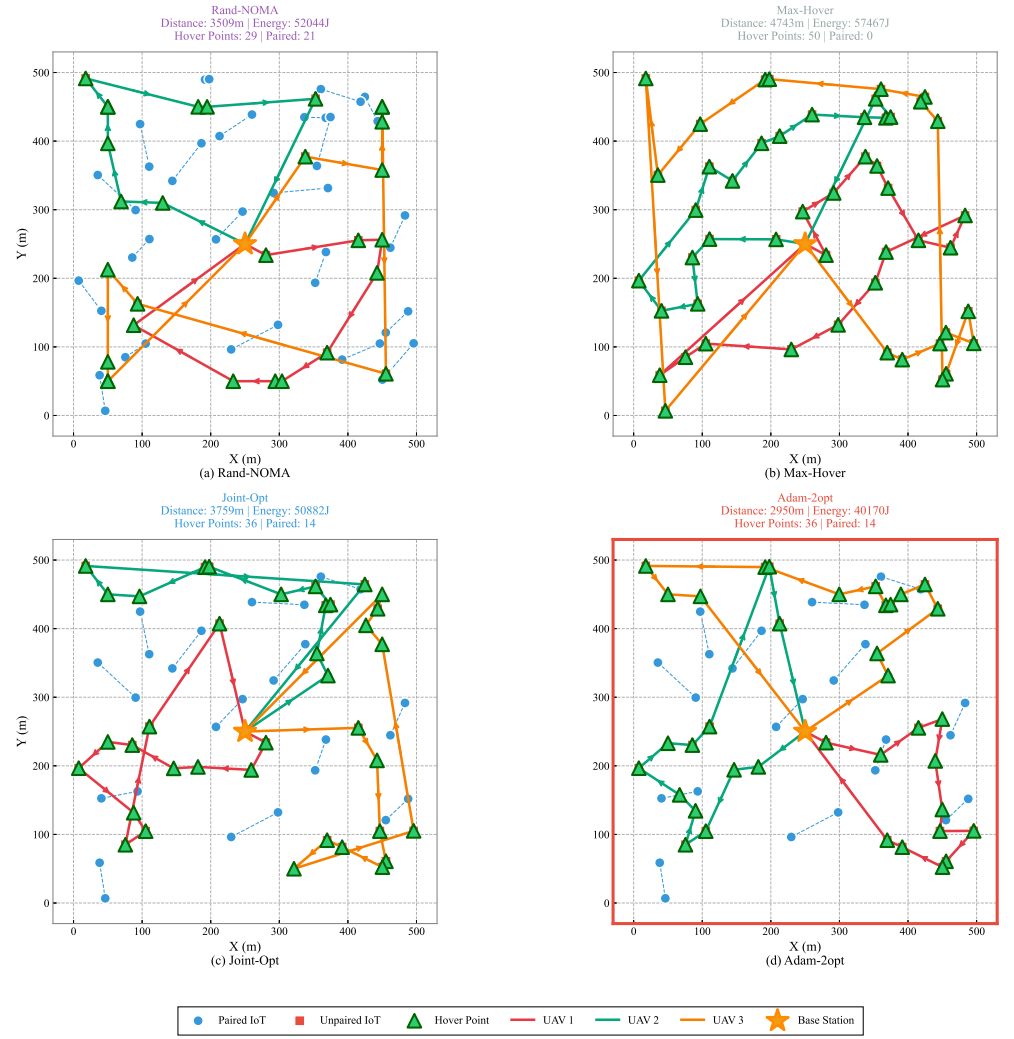 Rand-NOMA
Distance: 3509m | Energy: 52044J
Hover Points: 29 | Paired: 21
Y (m)
500
400
300
200
100
0
0 100 200 300 400 500
X (m)
(a) Rand-NOMA
Max-Hover
Distance: 4743m | Energy: 57467J
Hover Points: 50 | Paired: 0
500
400
300
200
100
0
0 100 200 300 400 500
X (m)
(b) Max-Hover
Joint-Opt
Distance: 3759m | Energy: 50882J
Hover Points: 36 | Paired: 14
Y (m)
500
400
300
200
100
0
0 100 200 300 400 500
X (m)
(c) Joint-Opt
Adam-2opt
Distance: 2950m | Energy: 40170J
Hover Points: 36 | Paired: 14
500
400
300
200
100
0
0 100 200 300 400 500
X (m)
(d) Adam-2opt
Paired IoT Unpaired IoT Hover Point UAV 1 UAV 2 UAV 3 Base Station